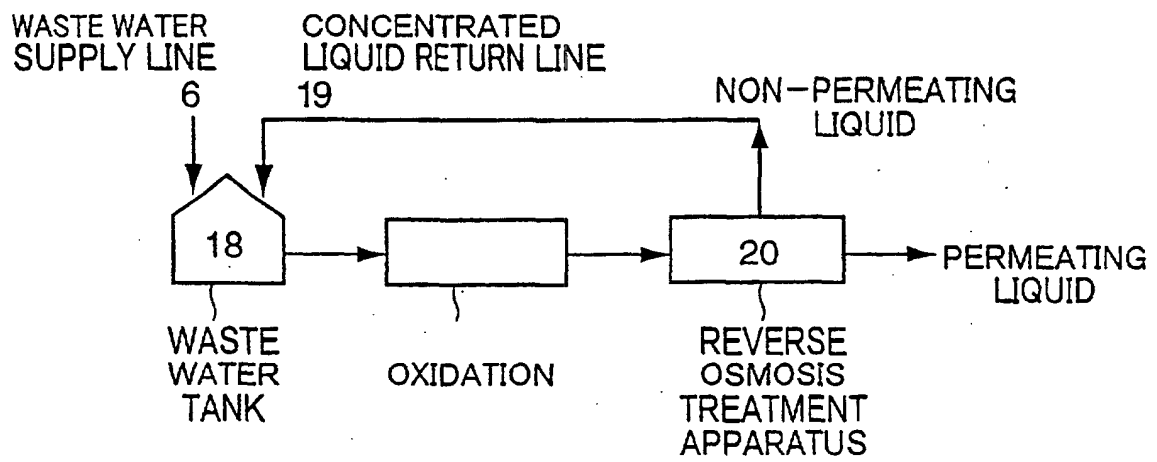 WASTE WATER
SUPPLY LINE
6
CONCENTRATED
LIQUID RETURN LINE
19
NON-PERMEATING
LIQUID
18
20
PERMEATING
LIQUID
WASTE
WATER
TANK
OXIDATION
REVERSE
OSMOSIS
TREATMENT
APPARATUS